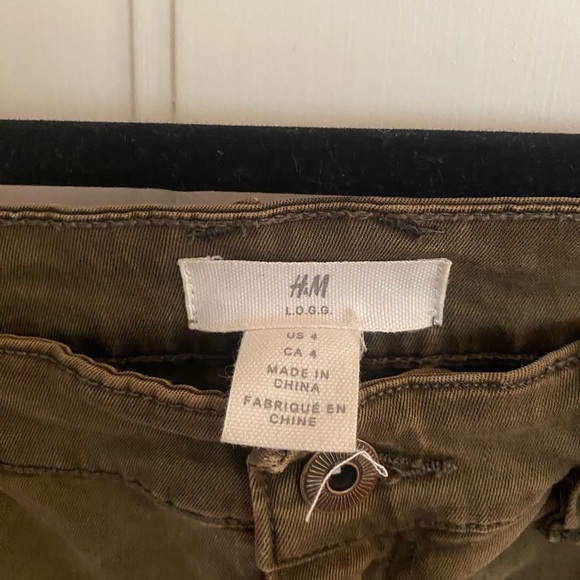 H&M
L.O.G.G.
US 4
CA 4
MADE IN
CHINA
FABRIQUÉ EN
CHINE